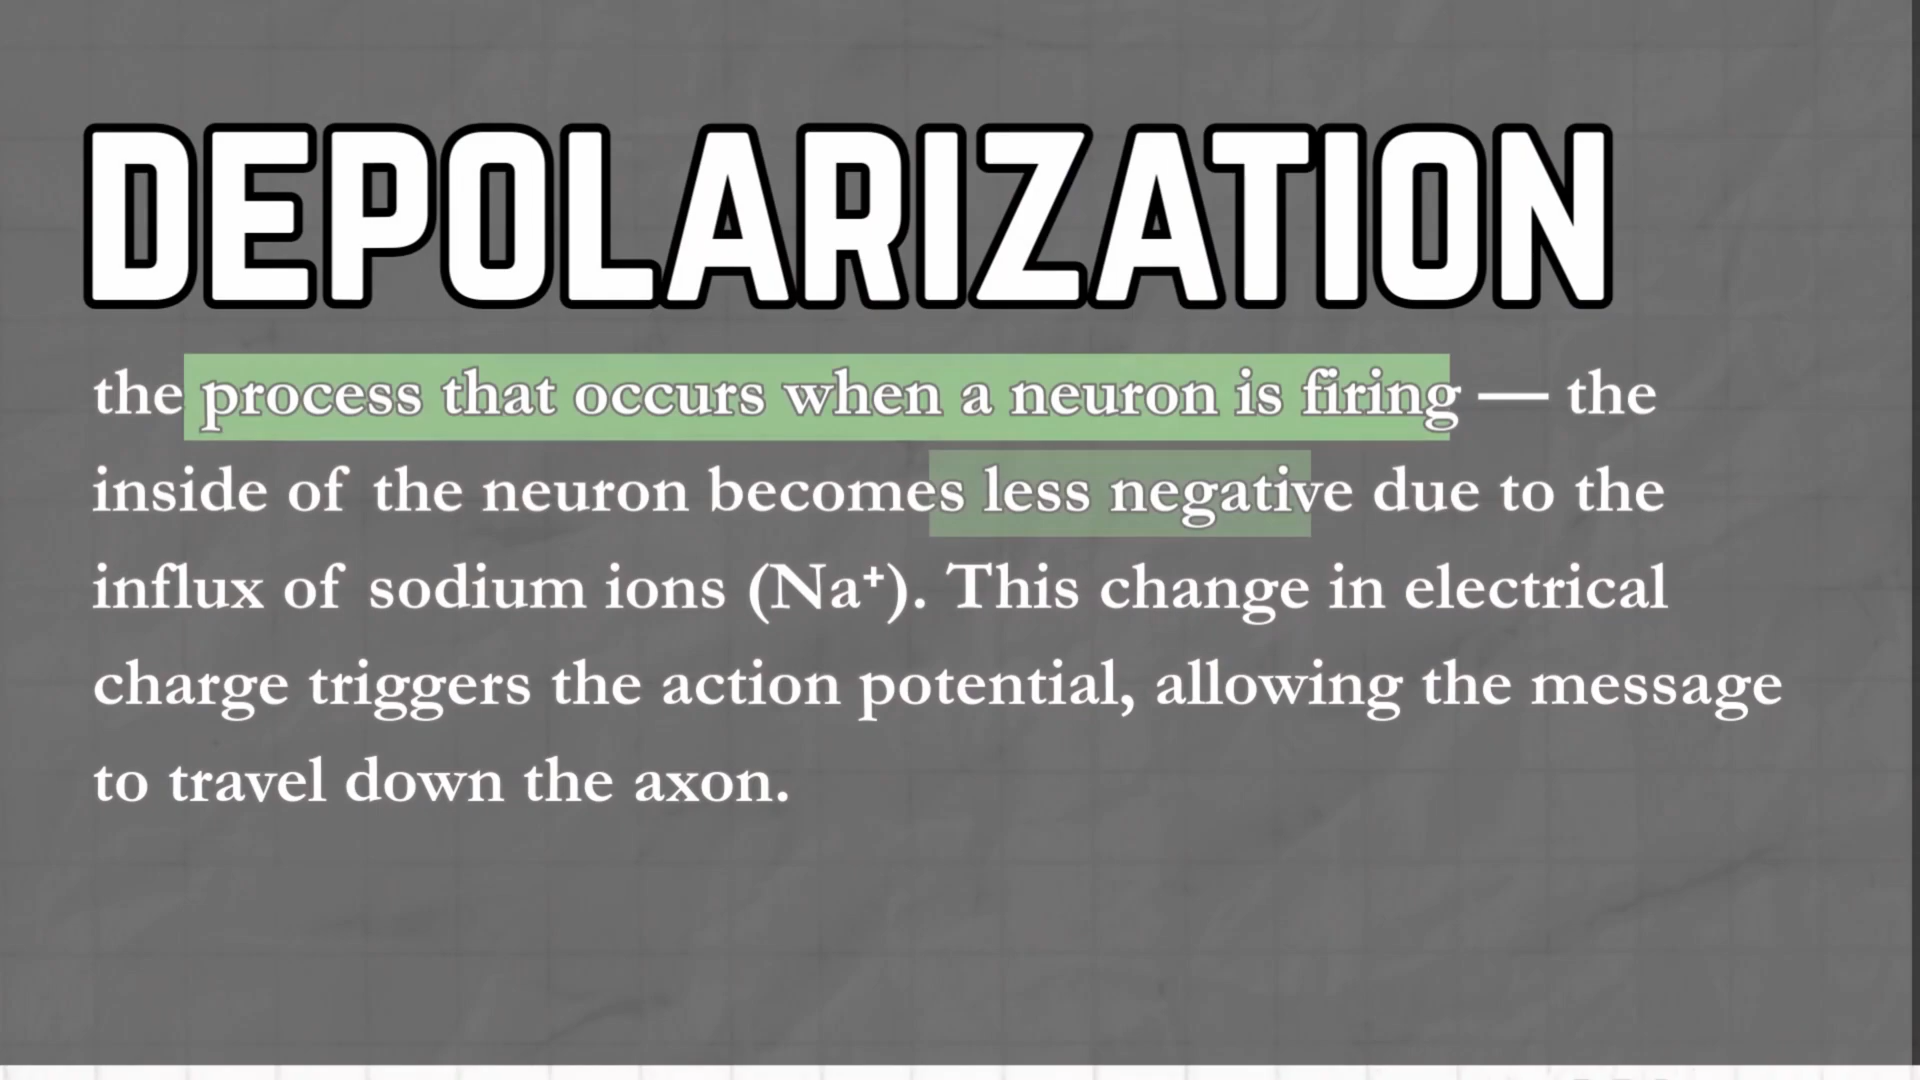 DEPOLARIZATION
the process that occurs when a neuron is firing — the
inside of the neuron becomes less negative due to the
influx of sodium ions (Na⁺). This change in electrical
charge triggers the action potential, allowing the message
to travel down the axon.